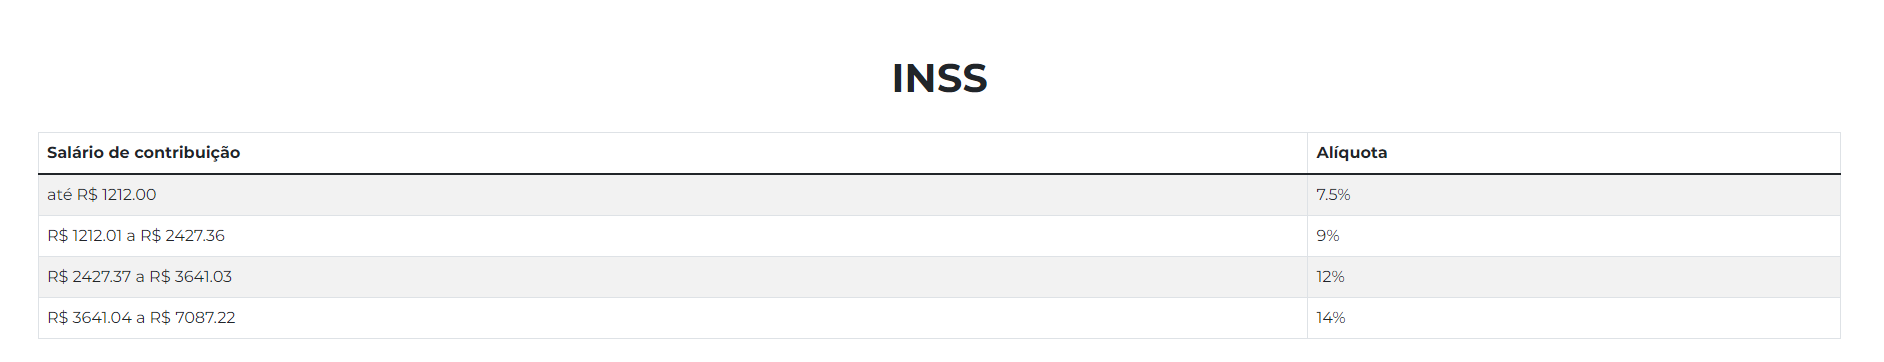 INSS
Salário de contribuição Alíquota
até R$ 1212.00 7.5%
R$ 1212.01 a R$ 2427.36 9%
R$ 2427.37 a R$ 3641.03 12%
R$ 3641.04 a R$ 7087.22 14%